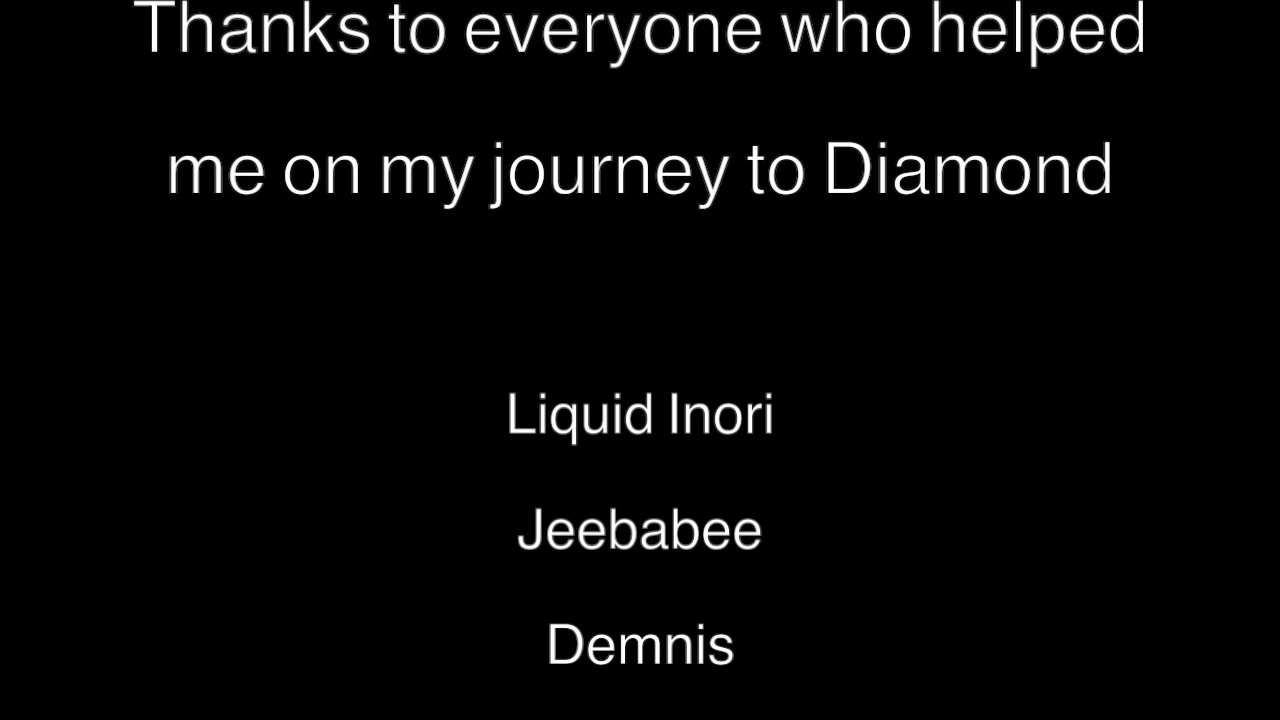 Thanks to everyone who helped
me on my journey to Diamond
Liquid Inori
Jeebabee
Demnis